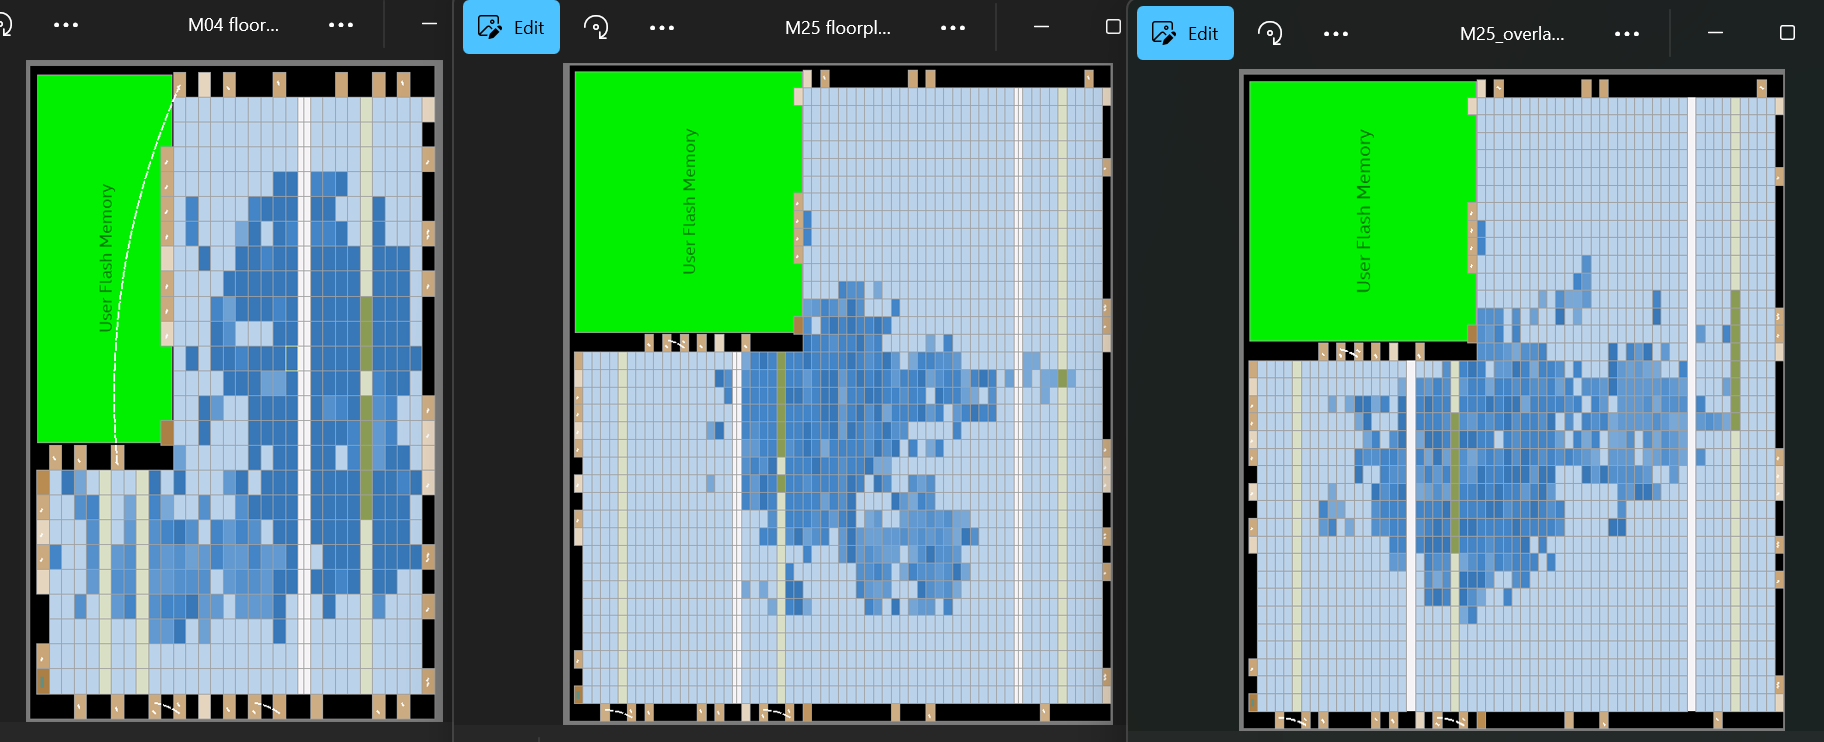 M04 floor...
Edit
M25 floorpl...
Edit
M25_overla...
User Flash Memory
User Flash Memory
User Flash Memory